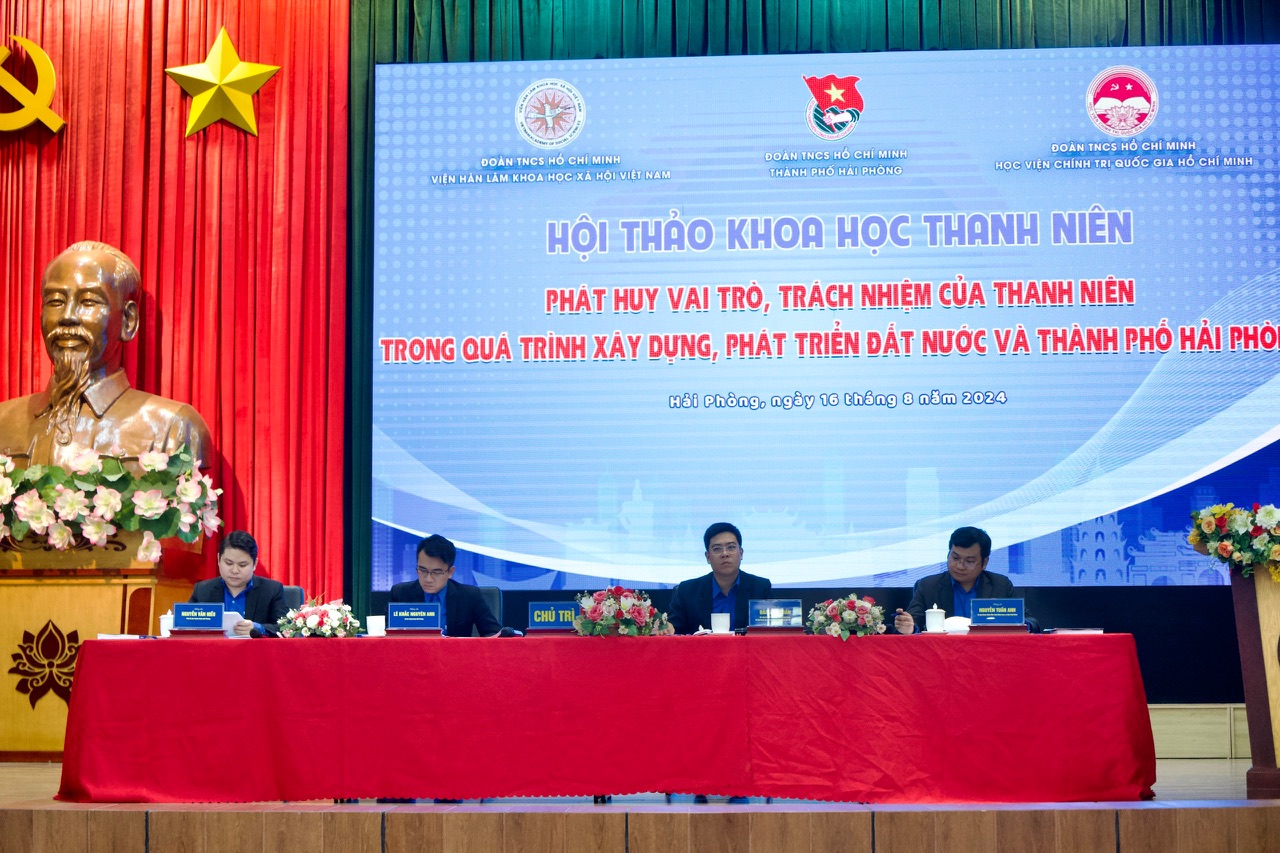 ĐOÀN TNCS HỒ CHÍ MINH
VIỆN HÀN LÂM KHOA HỌC XÃ HỘI VIỆT NAM
ĐOÀN TNCS HỒ CHÍ MINH
THÀNH PHỐ HẢI PHÒNG
ĐOÀN TNCS HỒ CHÍ MINH
HỌC VIỆN CHÍNH TRỊ QUỐC GIA HỒ CHÍ MINH
HỘI THẢO KHOA HỌC THANH NIÊN
PHÁT HUY VAI TRÒ, TRÁCH NHIỆM CỦA THANH NIÊN
TRONG QUÁ TRÌNH XÂY DỰNG, PHÁT TRIỂN ĐẤT NƯỚC VÀ THÀNH PHỐ HẢI PHÒN
Hải Phòng, ngày 16 tháng 8 năm 2024
NGUYỄN VĂN HIẾU
LÊ KHẮC NGUYÊN ANH
CHỦ TRÌ
NGUYỄN TUẤN ANH